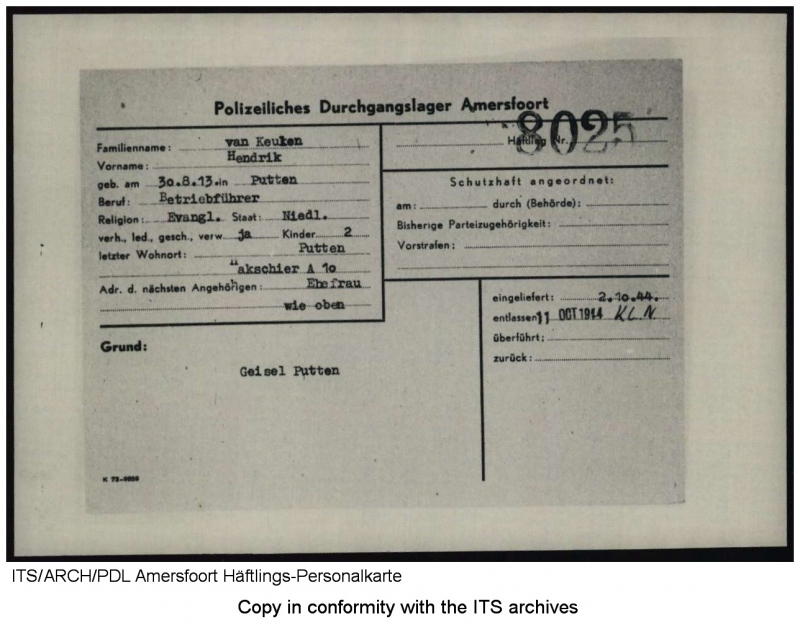 Polizeiliches Durchgangslager Amersfoort
Familienname: van Keulen
Vorname: Hendrik
geb. am 30.8.13. in Putten
Beruf: Betriebführer
Religion: Evangl. Staat: Niedl.
verh., led., gesch., verw. ja Kinder 2
letzter Wohnort: Putten
"akschier A 10
Adr. d. nächsten Angehörigen: Ehefrau
wie oben
Häftling Nr. 8025
Schutzhaft angeordnet:
am: durch (Behörde):
Bisherige Parteizugehörigkeit:
Vorstrafen:
eingeliefert: 2.10.44.
entlassen 11 OCT 1944 KL.N.
überführt:
zurück:
Grund:
Geisel Putten
ITS/ARCH/PDL Amersfoort Häftlings-Personalkarte
Copy in conformity with the ITS archives